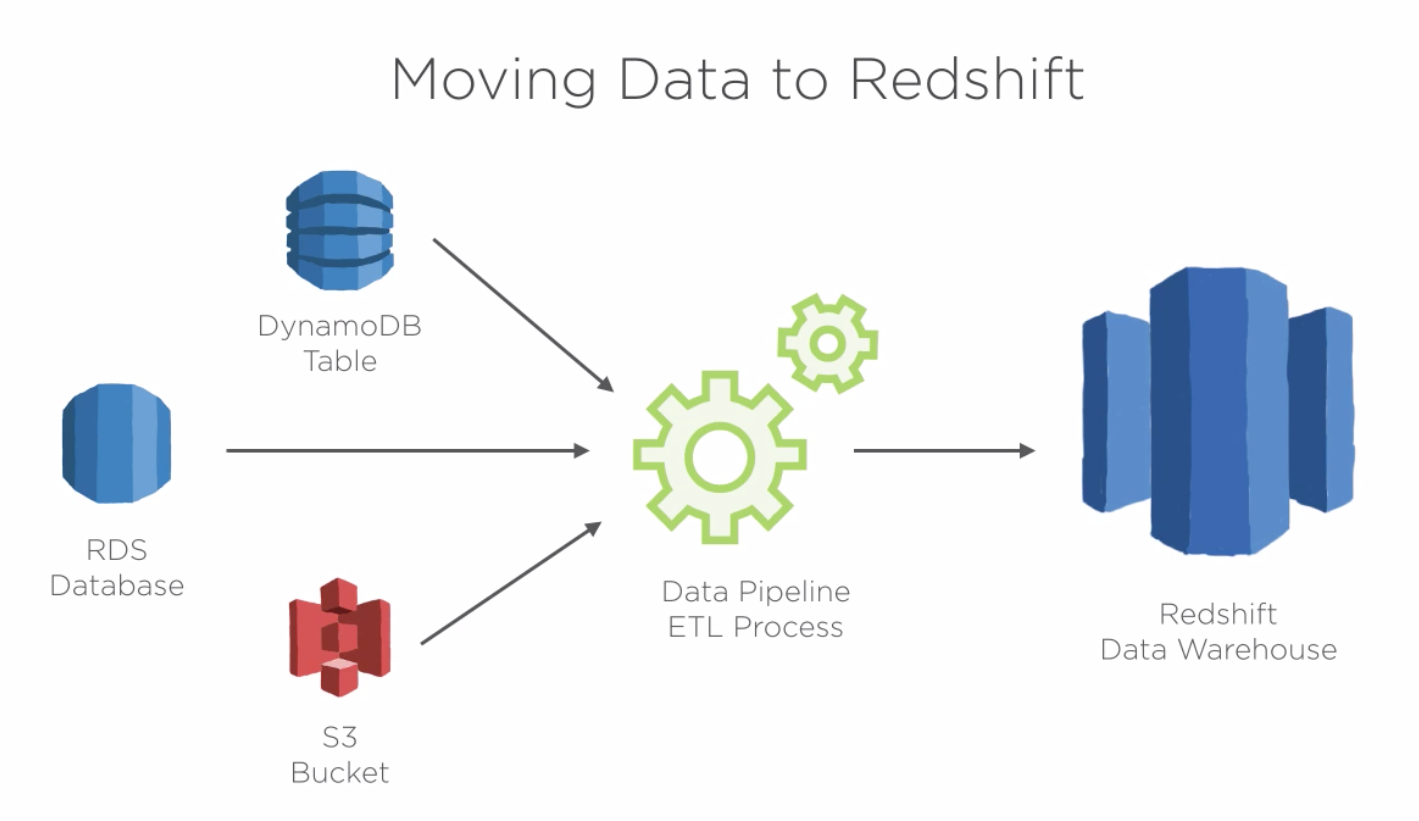 Moving Data to Redshift
DynamoDB
Table
RDS
Database
S3
Bucket
Data Pipeline
ETL Process
Redshift
Data Warehouse